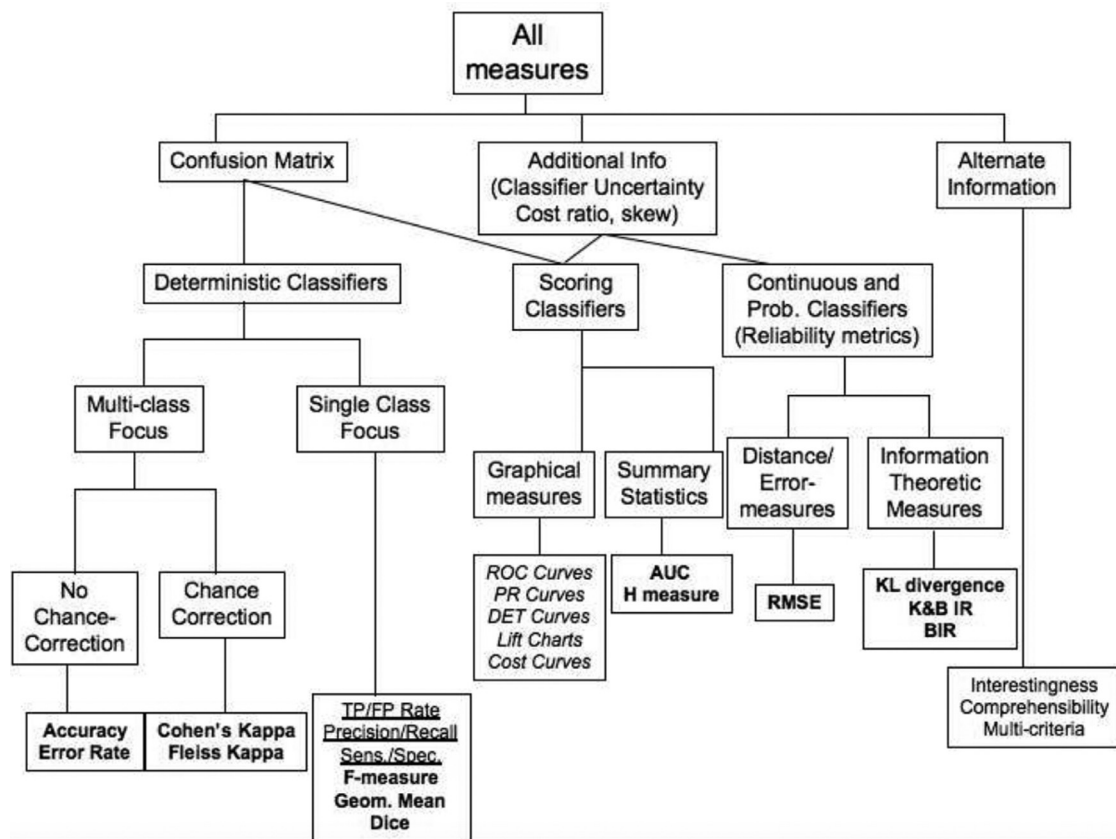 All
measures
Confusion Matrix
Additional Info
(Classifier Uncertainty
Cost ratio, skew)
Alternate
Information
Deterministic Classifiers
Scoring
Classifiers
Continuous and
Prob. Classifiers
(Reliability metrics)
Multi-class
Focus
Single Class
Focus
Graphical
measures
Summary
Statistics
Distance/
Error-
measures
Information
Theoretic
Measures
No
Chance-
Correction
Chance
Correction
ROC Curves
PR Curves
DET Curves
Lift Charts
Cost Curves
AUC
H measure
RMSE
KL divergence
K&B IR
BIR
Accuracy
Error Rate
Cohen's Kappa
Fleiss Kappa
TP/FP Rate
Precision/Recall
Sens./Spec.
F-measure
Geom. Mean
Dice
Interestingness
Comprehensibility
Multi-criteria